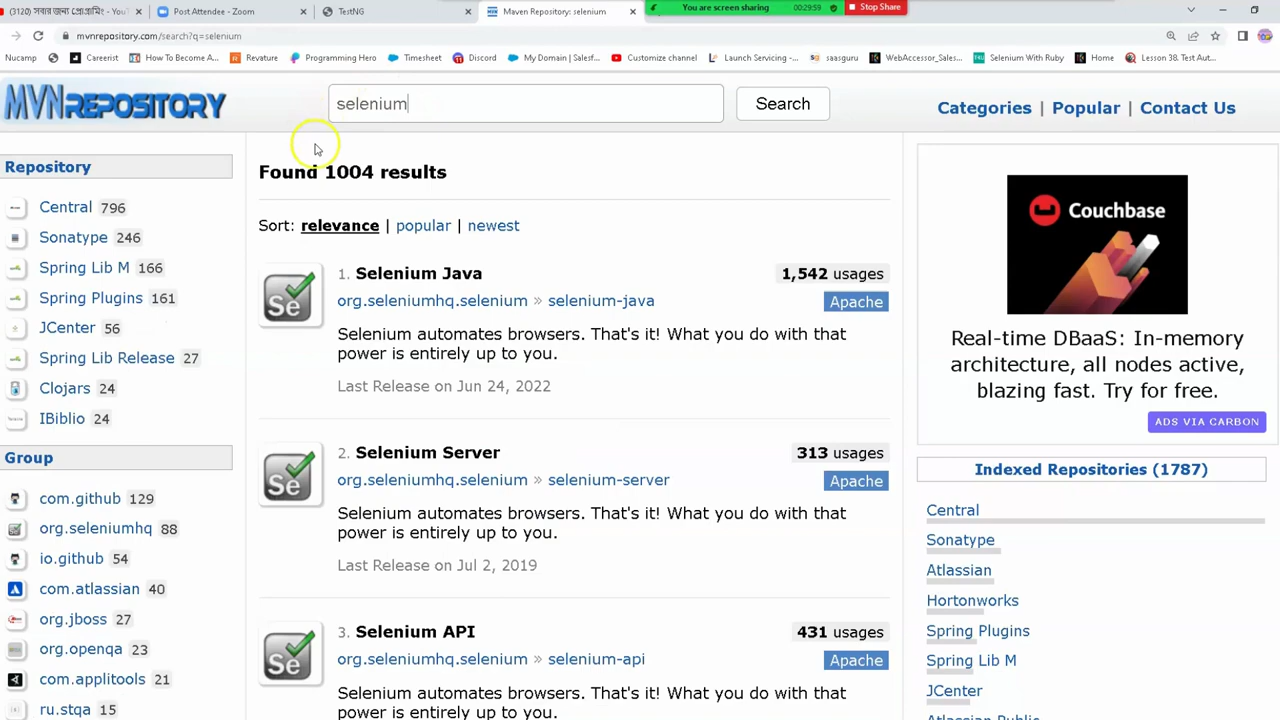 (3120) সবার জন্য প্রোগ্রামিং - You
Post Attendee - Zoom
TestNG
Maven Repository: selenium
You are screen sharing
00:29:59
Stop Share
mvnrepository.com/search?q=selenium
Nucamp
Careerist
How To Become A...
Revature
Programming Hero
Timesheet
Discord
My Domain | Salesf...
Customize channel
Launch Servicing -...
saasguru
WebAccessor_Sales...
Selenium With Ruby
Home
Lesson 38. Test Aut...
MVNREPOSITORY
selenium
Search
Categories | Popular | Contact Us
Repository
Central 796
Sonatype 246
Spring Lib M 166
Spring Plugins 161
JCenter 56
Spring Lib Release 27
Clojars 24
IBiblio 24
Group
com.github 129
org.seleniumhq 88
io.github 54
com.atlassian 40
org.jboss 27
org.openqa 23
com.applitools 21
ru.stqa 15
Found 1004 results
Sort: relevance | popular | newest
1. Selenium Java
1,542 usages
org.seleniumhq.selenium » selenium-java
Apache
Selenium automates browsers. That's it! What you do with that
power is entirely up to you.
Last Release on Jun 24, 2022
2. Selenium Server
313 usages
org.seleniumhq.selenium » selenium-server
Apache
Selenium automates browsers. That's it! What you do with that
power is entirely up to you.
Last Release on Jul 2, 2019
3. Selenium API
431 usages
org.seleniumhq.selenium » selenium-api
Apache
Selenium automates browsers. That's it! What you do with that
power is entirely up to you.
Couchbase
Real-time DBaaS: In-memory
architecture, all nodes active,
blazing fast. Try for free.
ADS VIA CARBON
Indexed Repositories (1787)
Central
Sonatype
Atlassian
Hortonworks
Spring Plugins
Spring Lib M
JCenter
Atlassian Public